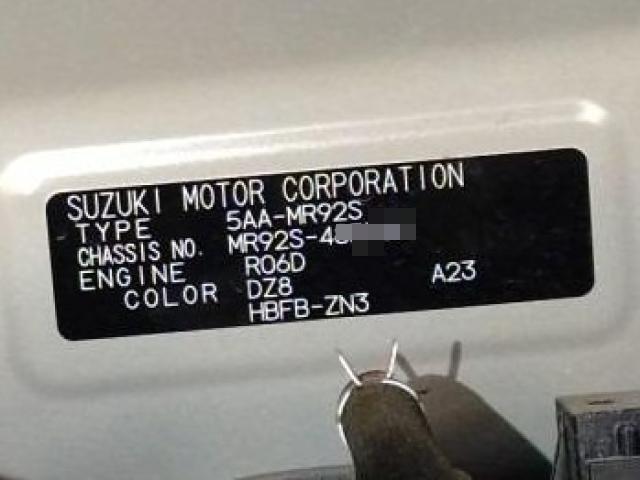 SUZUKI MOTOR CORPORATION
TYPE 5AA-MR92S
CHASSIS NO. MR92S-4
ENGINE R06D
COLOR DZ8 A23
HBFB-ZN3